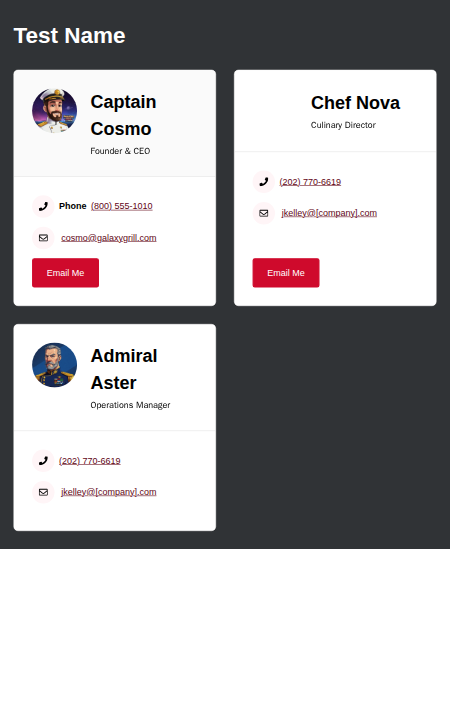 Test Name
Captain
Cosmo
Founder & CEO
Phone (800) 555-1010
cosmo@galaxygrill.com
Email Me
Chef Nova
Culinary Director
(202) 770-6619
jkelley@[company].com
Email Me
Admiral
Aster
Operations Manager
(202) 770-6619
jkelley@[company].com